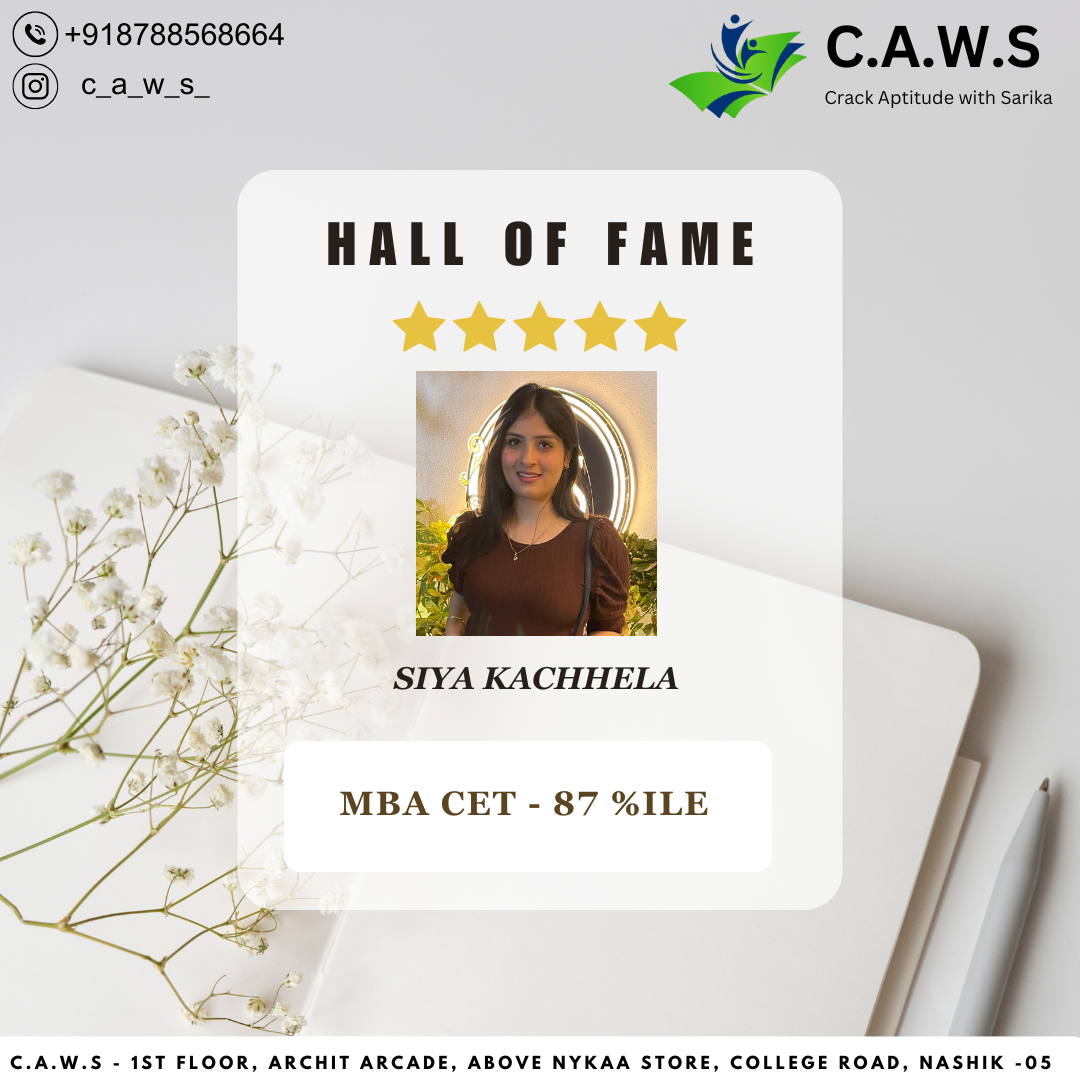 +918788568664
c_a_w_s_
C.A.W.S
Crack Aptitude with Sarika
HALL OF FAME
SIYA KACHHELA
MBA CET - 87 %ILE
C.A.W.S - 1ST FLOOR, ARCHIT ARCADE, ABOVE NYKAA STORE, COLLEGE ROAD, NASHIK -05